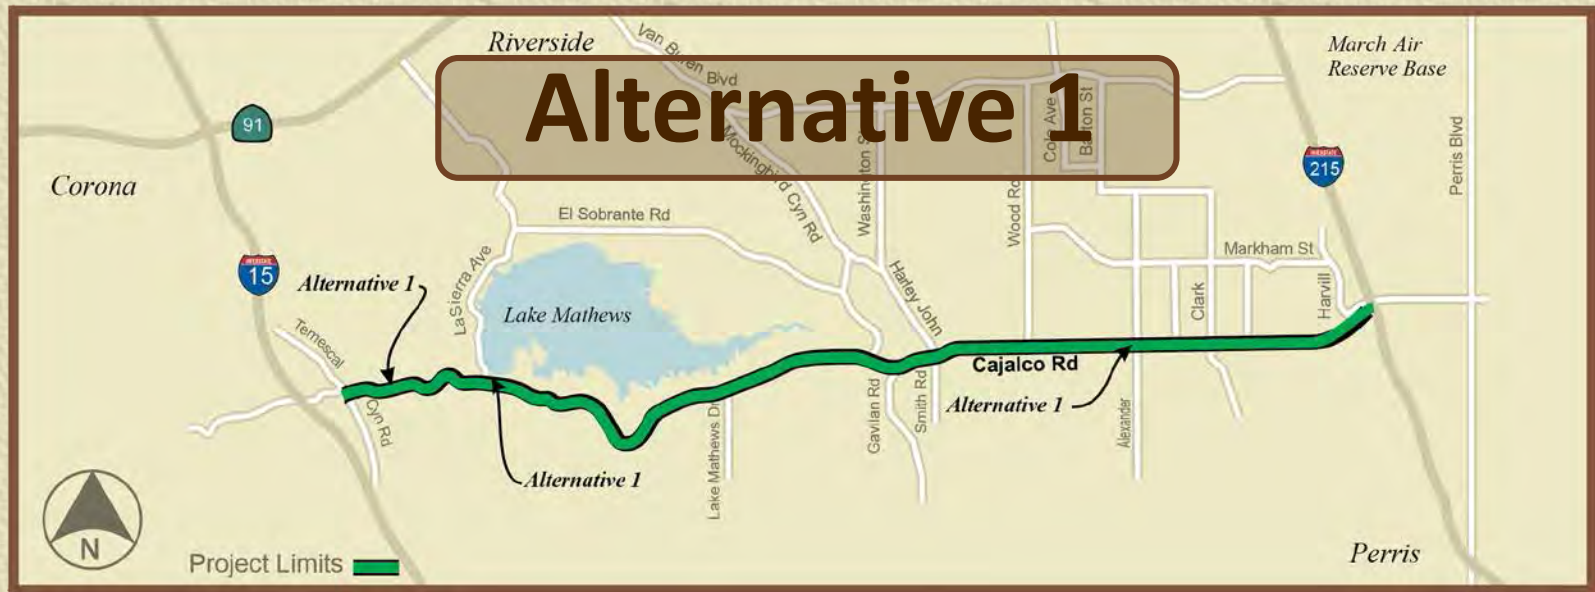 Riverside
Van Buren Blvd
March Air
Reserve Base
Alternative 1
91
Cole Ave
Barton St
INTERSTATE
215
Perris Blvd
Corona
Mockingbird Cyn Rd
Washington St
El Sobrante Rd
Wood Rd
Markham St
INTERSTATE
15
Alternative 1
LaSierra Ave
Lake Mathews
Harley John
Clark
Harvill
Temescal
Cyn Rd
Cajalco Rd
Alternative 1
Gavilan Rd
Smith Rd
Alexander
Lake Mathews Dr
Alternative 1
N
Project Limits
Perris